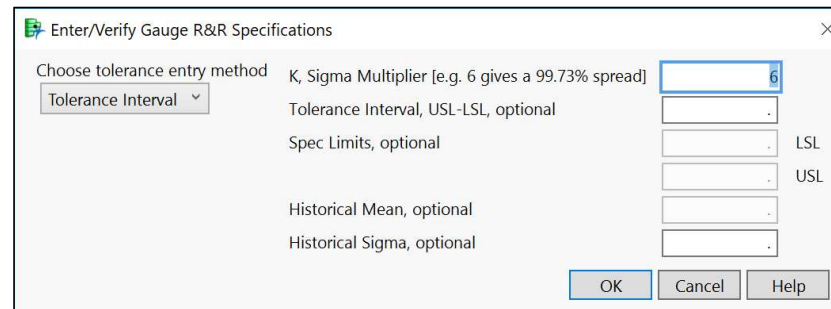 Enter/Verify Gauge R&R Specifications
Choose tolerance entry method
Tolerance Interval
K, Sigma Multiplier [e.g. 6 gives a 99.73% spread] 6
Tolerance Interval, USL-LSL, optional .
Spec Limits, optional . LSL
. USL
Historical Mean, optional .
Historical Sigma, optional .
OK Cancel Help